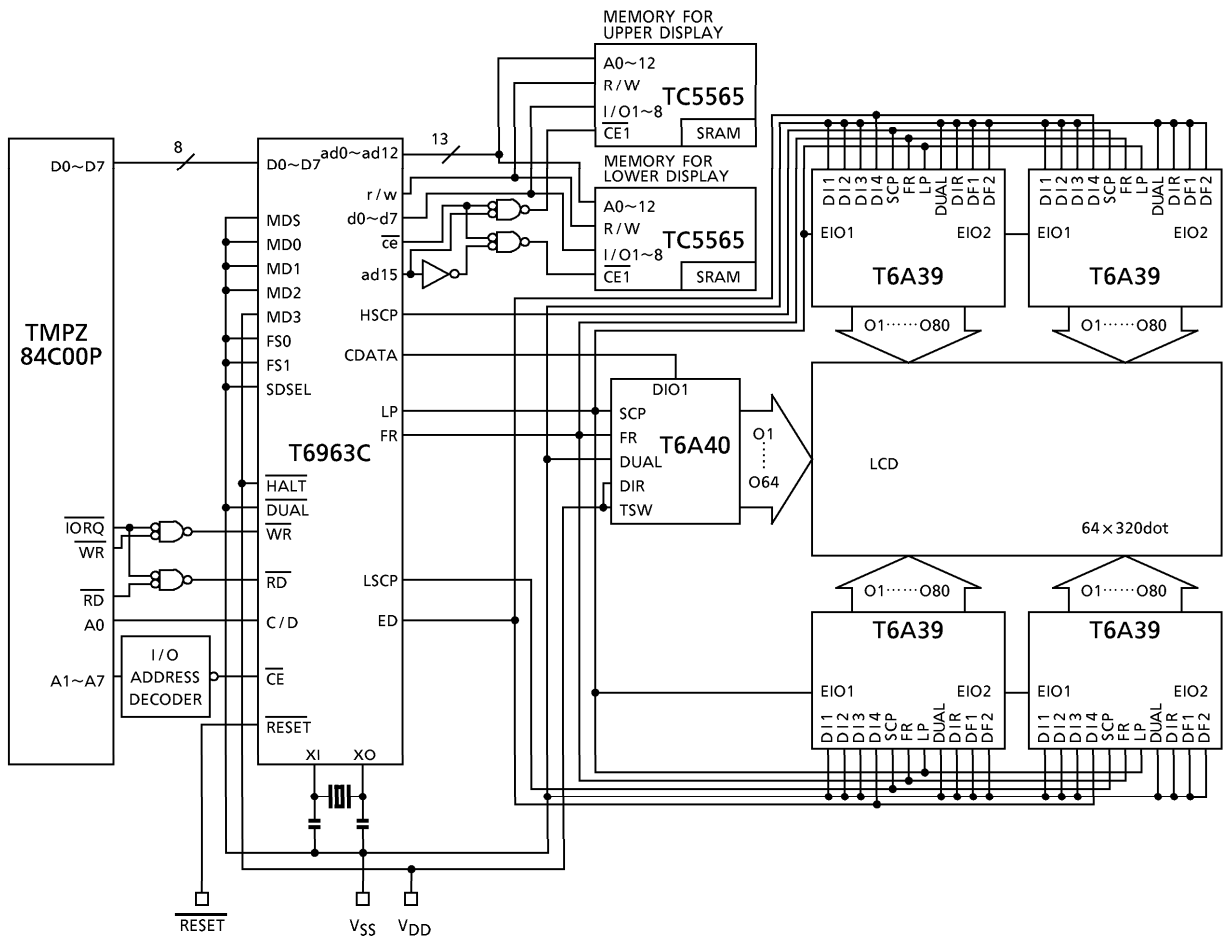 MEMORY FOR
UPPER DISPLAY
A0~12
R/W
I/O1~8
CE1
TC5565
SRAM
MEMORY FOR
LOWER DISPLAY
A0~12
R/W
I/O1~8
CE1
TC5565
SRAM
TMPZ
84C00P
D0~D7
IORQ
WR
RD
A0
A1~A7
8
I/O
ADDRESS
DECODER
T6963C
D0~D7
MDS
MD0
MD1
MD2
MD3
FS0
FS1
SDSEL
HALT
DUAL
WR
RD
C/D
CE
RESET
XI
XO
ad0~ad12
r/w
d0~d7
ce
ad15
HSCP
CDATA
LP
FR
LSCP
ED
13
T6A40
DIO1
SCP
FR
DUAL
DIR
TSW
O1
······
O64
DI1
DI2
DI3
DI4
SCP
FR
LP
DUAL
DIR
DF1
DF2
EIO1
EIO2
T6A39
O1······O80
DI1
DI2
DI3
DI4
SCP
FR
LP
DUAL
DIR
DF1
DF2
EIO1
EIO2
T6A39
O1······O80
LCD
64×320dot
O1······O80
T6A39
EIO1
EIO2
DI1
DI2
DI3
DI4
SCP
FR
LP
DUAL
DIR
DF1
DF2
O1······O80
T6A39
EIO1
EIO2
DI1
DI2
DI3
DI4
SCP
FR
LP
DUAL
DIR
DF1
DF2
RESET
VSS
VDD